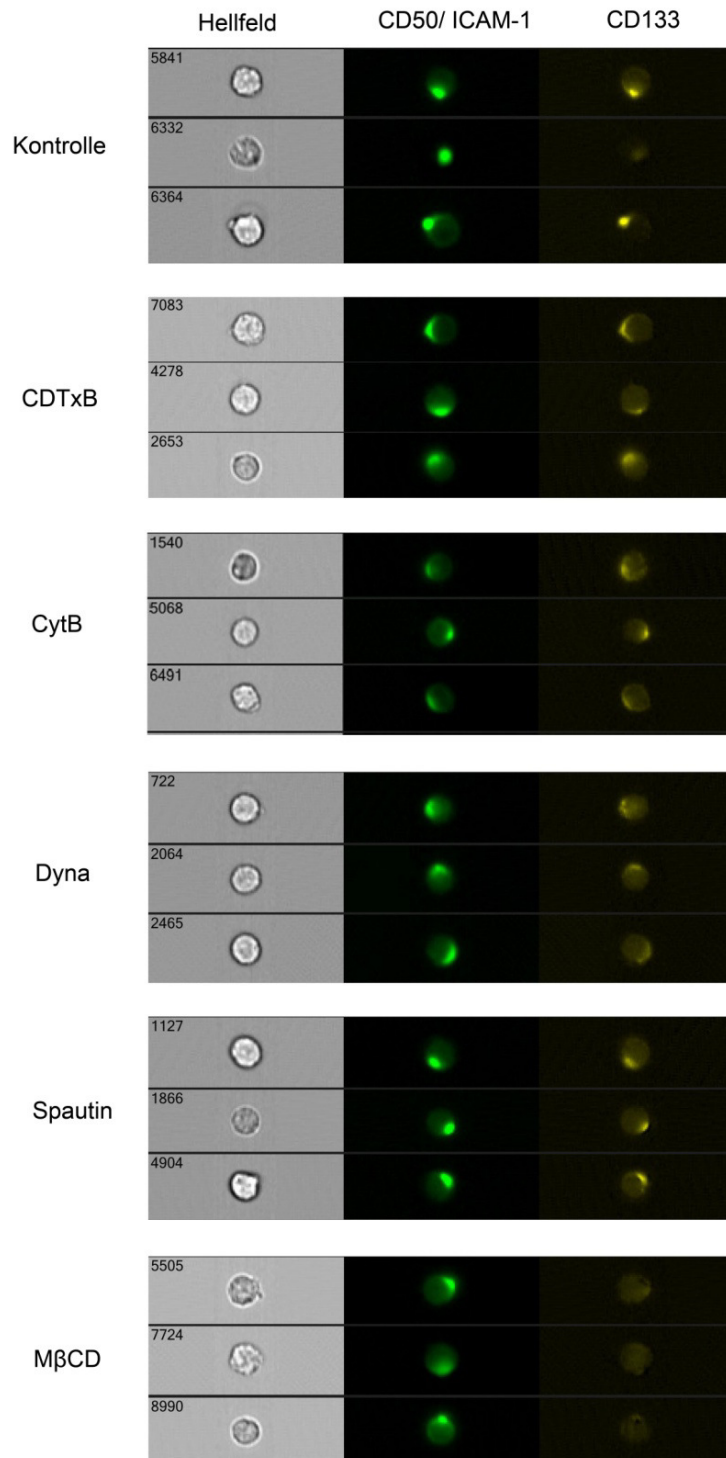 Hellfeld CD50/ ICAM-1 CD133
Kontrolle
5841
6332
6364
CDTxB
7083
4278
2653
CytB
1540
5068
6491
Dyna
722
2064
2465
Spautin
1127
1866
4904
MβCD
5505
7724
8990